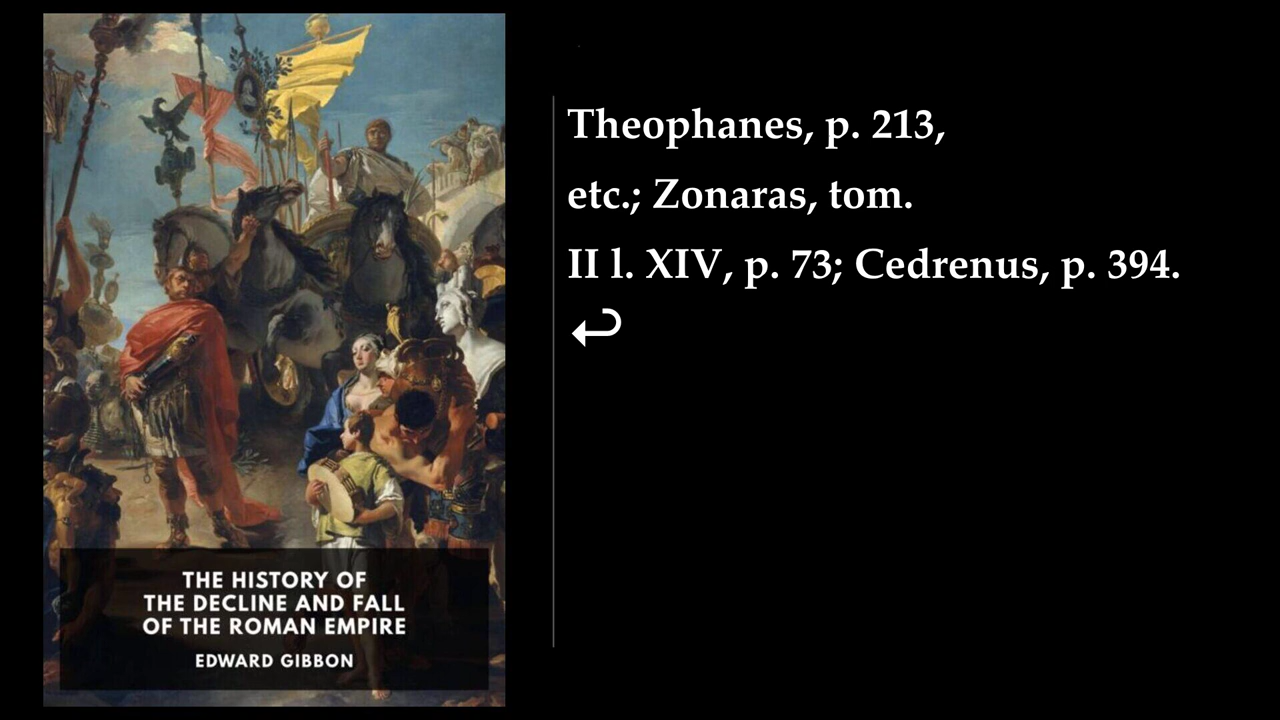 Theophanes, p. 213,
etc.; Zonaras, tom.
II l. XIV, p. 73; Cedrenus, p. 394.
↩
THE HISTORY OF
THE DECLINE AND FALL
OF THE ROMAN EMPIRE
EDWARD GIBBON